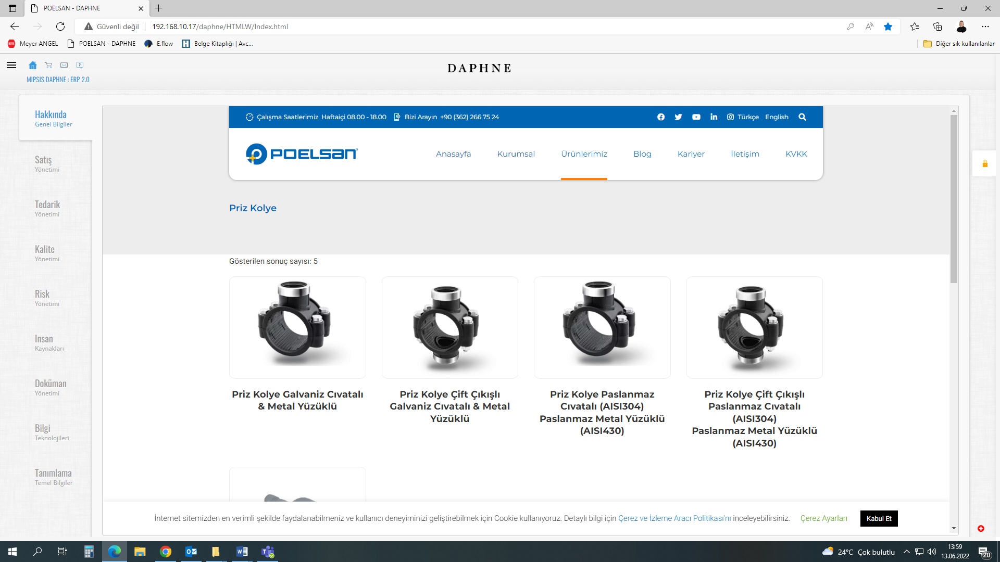 POELSAN - DAPHNE
Güvenli değil
192.168.10.17/daphne/HTMLW/Index.html
Meyer ANGEL
POELSAN - DAPHNE
E.flow
Belge Kitaplığı | Avc...
Diğer sık kullanılanlar
MIPSIS DAPHNE : ERP 2.0
DAPHNE
Hakkında
Genel Bilgiler
Satış
Yönetimi
Tedarik
Yönetimi
Kalite
Yönetimi
Risk
Yönetimi
Insan
Kaynakları
Doküman
Yönetimi
Bilgi
Teknolojileri
Tanımlama
Temel Bilgiler
Çalışma Saatlerimiz Haftaiçi 08.00 - 18.00
Bizi Arayın +90 (362) 266 75 24
Türkçe
English
POELSAN
Anasayfa
Kurumsal
Ürünlerimiz
Blog
Kariyer
İletişim
KVKK
Priz Kolye
Gösterilen sonuç sayısı: 5
Priz Kolye Galvaniz Cıvatalı
& Metal Yüzüklü
Priz Kolye Çift Çıkışlı
Galvaniz Cıvatalı & Metal
Yüzüklü
Priz Kolye Paslanmaz
Cıvatalı (AISI304)
Paslanmaz Metal Yüzüklü
(AISI430)
Priz Kolye Çift Çıkışlı
Paslanmaz Cıvatalı
(AISI304)
Paslanmaz Metal Yüzüklü
(AISI430)
İnternet sitemizden en verimli şekilde faydalanabilmeniz ve kullanıcı deneyiminizi geliştirebilmek için Cookie kullanıyoruz. Detaylı bilgi için Çerez ve İzleme Aracı Politikası'nı inceleyebilirsiniz.
Çerez Ayarları
Kabul Et
24°C Çok bulutlu
13:59
13.06.2022
20